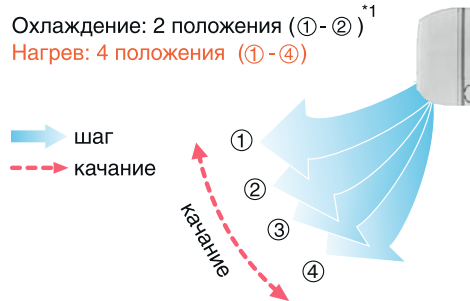 Охлаждение: 2 положения (①-②)*1
Нагрев: 4 положения (①-④)
шаг
качание
①
②
③
④
качание